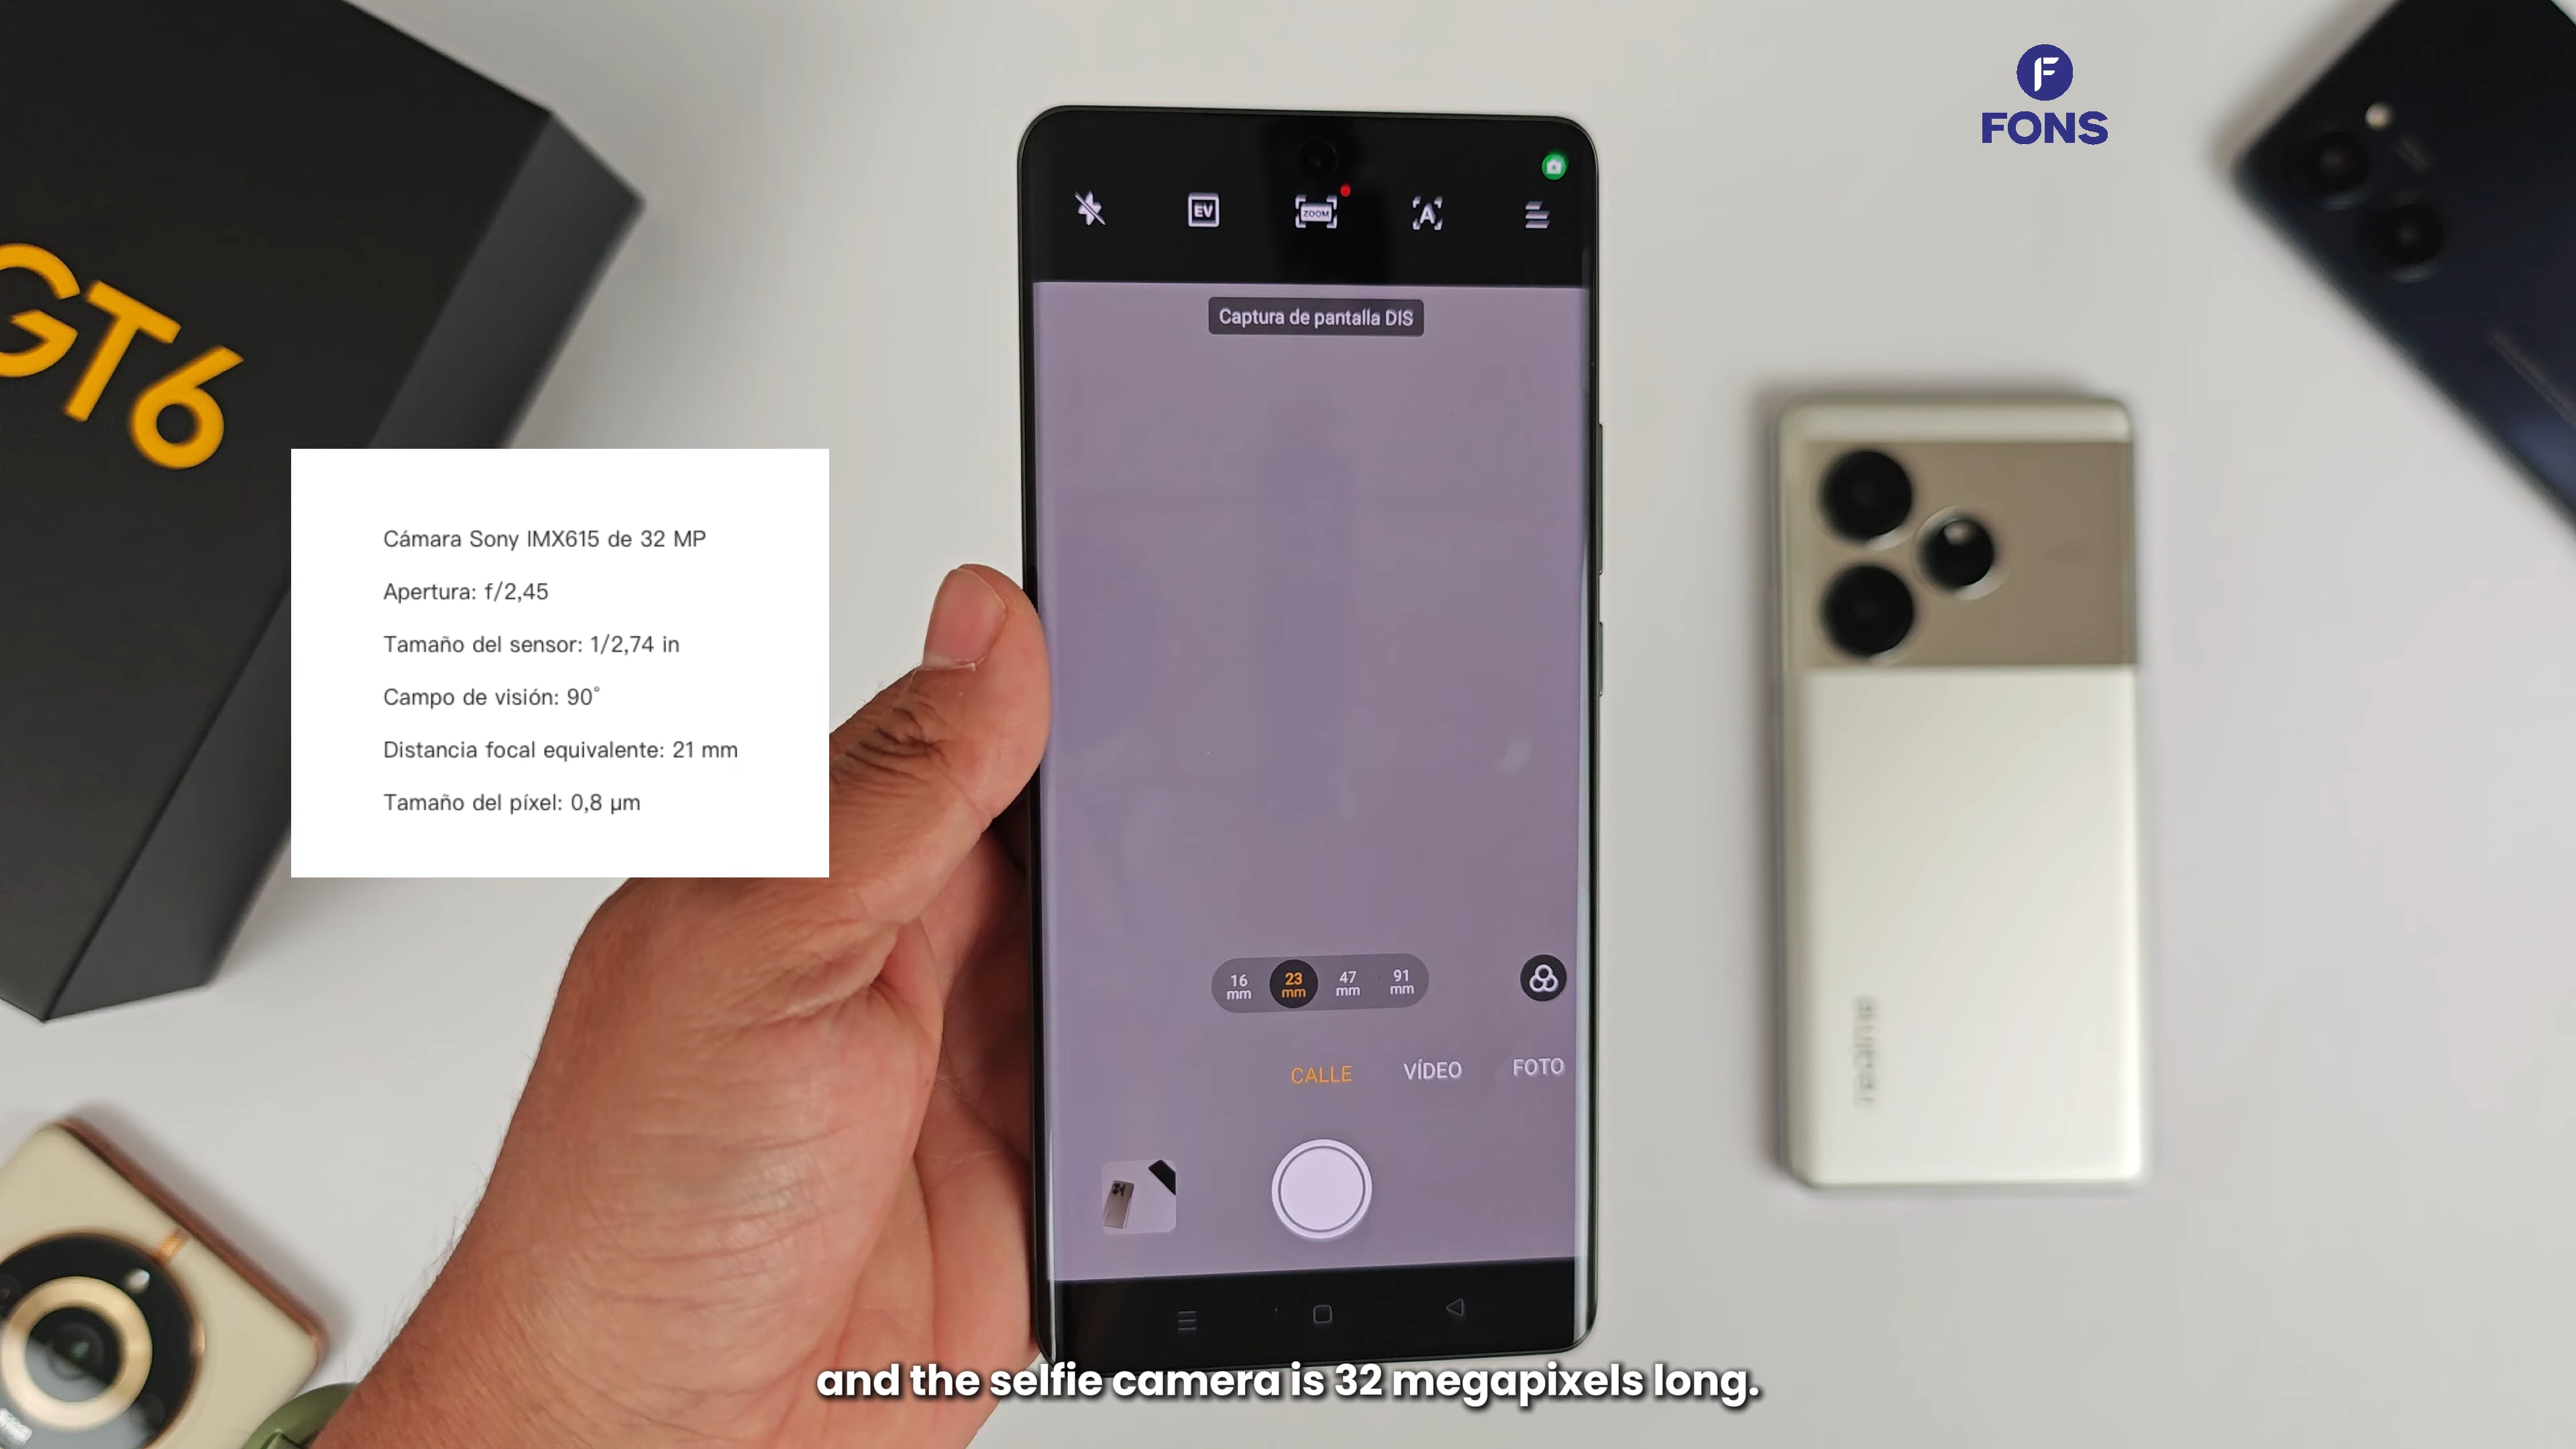 F
FONS
GT6
EV
ZOOM
A
Captura de pantalla DIS
Cámara Sony IMX615 de 32 MP
Apertura: f/2,45
Tamaño del sensor: 1/2,74 in
Campo de visión: 90°
Distancia focal equivalente: 21 mm
Tamaño del píxel: 0,8 µm
16 mm
23 mm
47 mm
91 mm
CALLE VÍDEO FOTO
realme
and the selfie camera is 32 megapixels long.